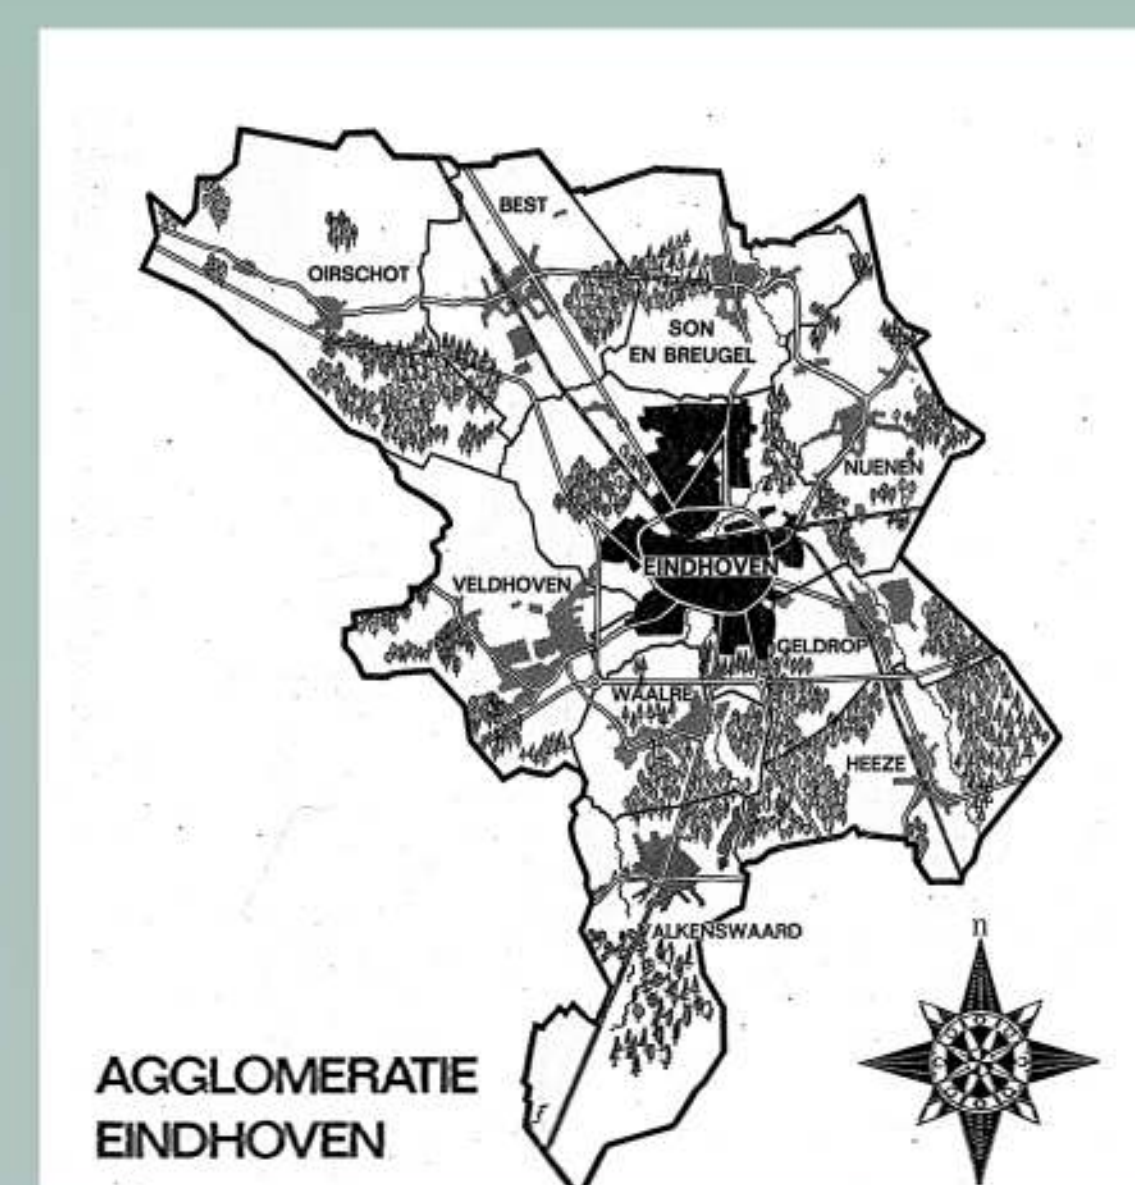 BEST
OIRSCHOT
SON
EN BREUGEL
NUENEN
EINDHOVEN
VELDHOVEN
GELDROP
WAALRE
HEEZE
VALKENSWAARD
n
AGGLOMERATIE
EINDHOVEN